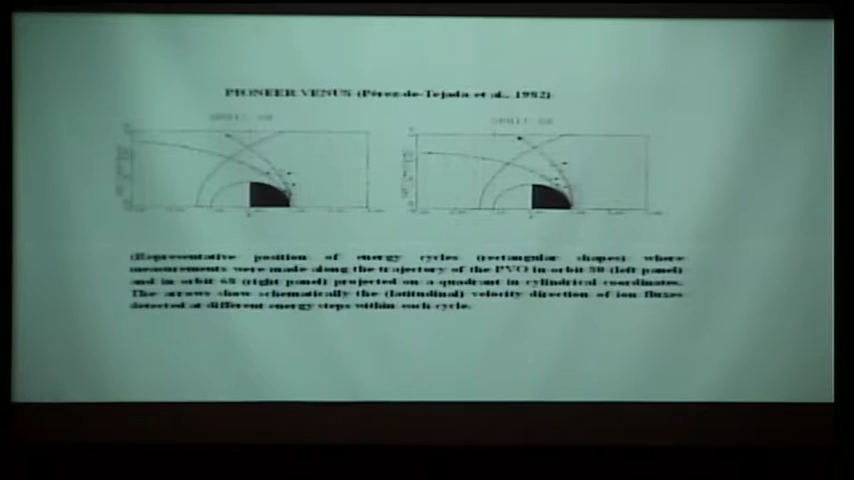 PIONEER VENUS (Pérez-de-Tejada et al., 1982)
(Representative position of energy cycles (rectangular shapes) where
measurements were made along the trajectory of the PVO in orbit 80 (left panel)
and in orbit 68 (right panel) projected on a quadrant in cylindrical coordinates.
The arrows show schematically the (latitudinal) velocity direction of ion fluxes
detected at different energy steps within each cycle.